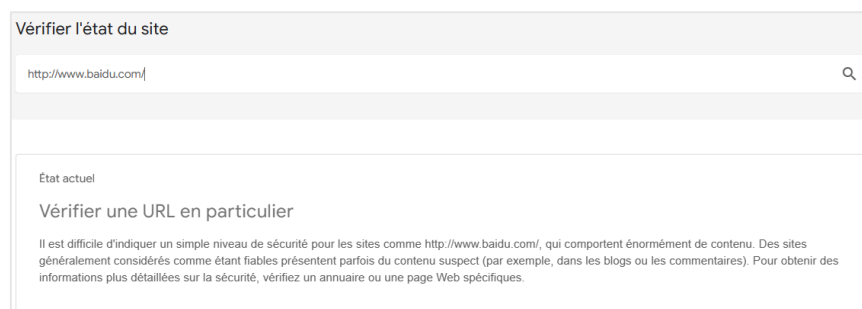 Vérifier l'état du site
http://www.baidu.com/
État actuel
Vérifier une URL en particulier
Il est difficile d'indiquer un simple niveau de sécurité pour les sites comme http://www.baidu.com/, qui comportent énormément de contenu. Des sites
généralement considérés comme étant fiables présentent parfois du contenu suspect (par exemple, dans les blogs ou les commentaires). Pour obtenir des
informations plus détaillées sur la sécurité, vérifiez un annuaire ou une page Web spécifiques.